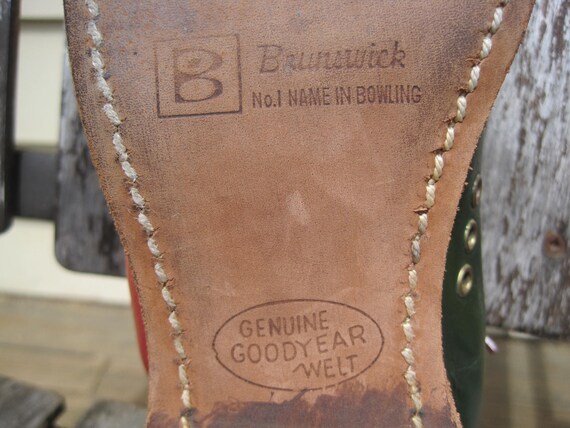 B Brunswick
No.1 NAME IN BOWLING
GENUINE
GOODYEAR
WELT